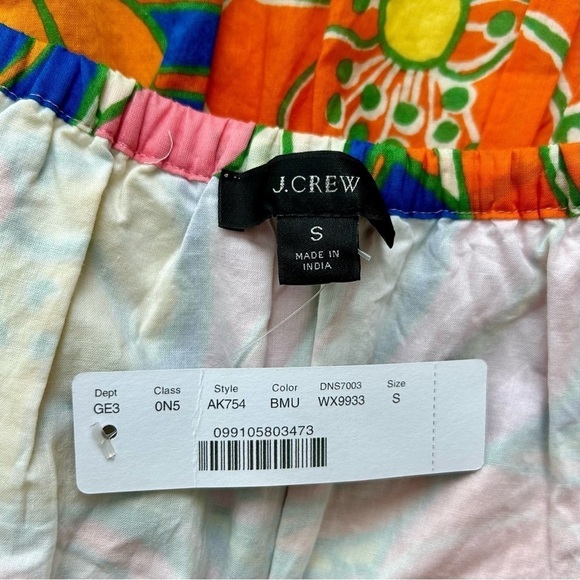 J.CREW
S
MADE IN
INDIA
Dept Class Style Color DNS7003 Size
GE3 0N5 AK754 BMU WX9933 S
099105803473